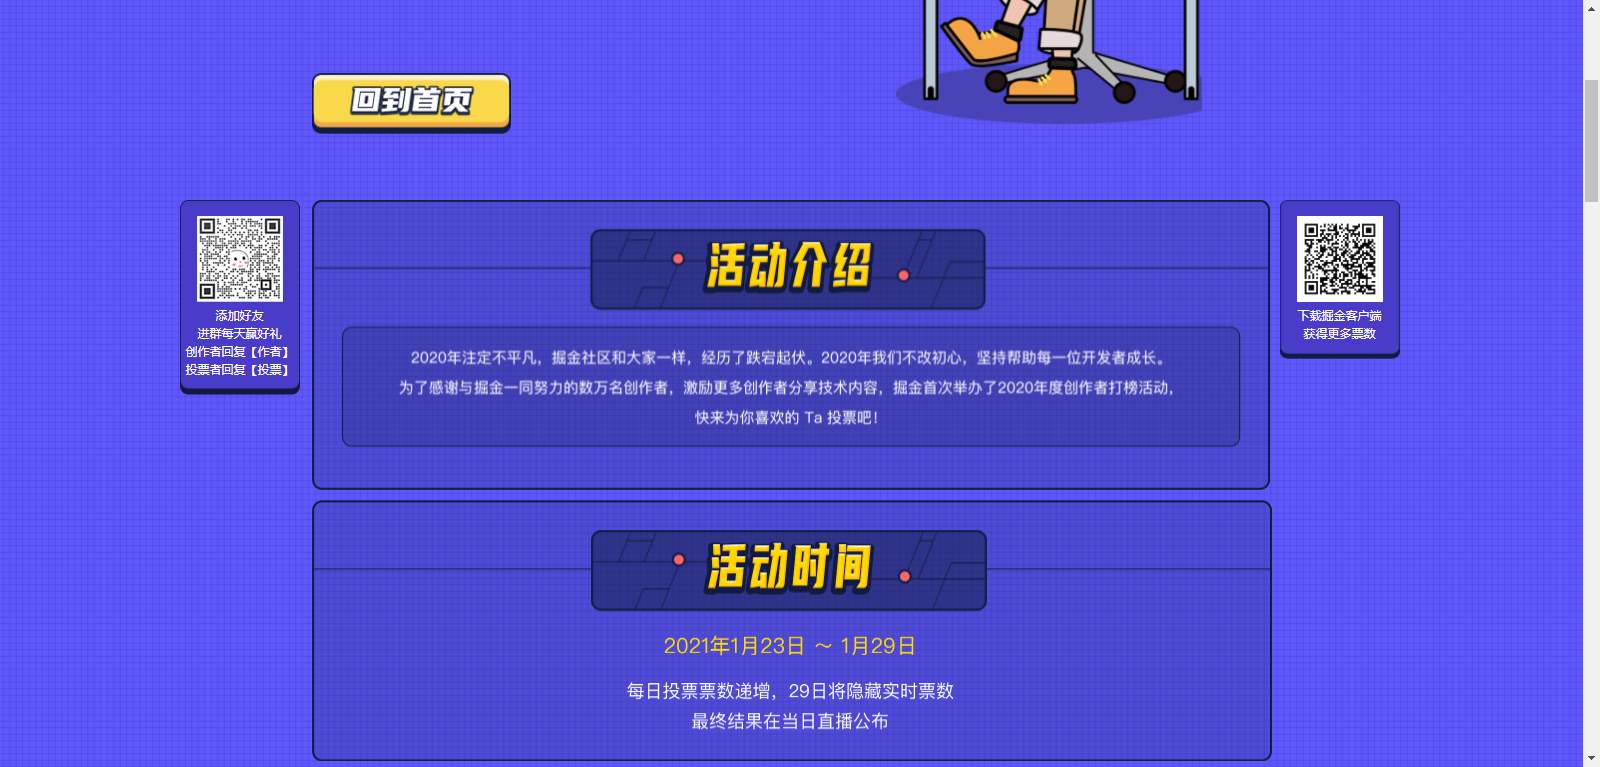 回到首页
添加好友
进群每天赢好礼
创作者回复【作者】
投票者回复【投票】
活动介绍
2020年注定不平凡，掘金社区和大家一样，经历了跌宕起伏。2020年我们不改初心，坚持帮助每一位开发者成长。
为了感谢与掘金一同努力的数万名创作者，激励更多创作者分享技术内容，掘金首次举办了2020年度创作者打榜活动，
快来为你喜欢的 Ta 投票吧！
下载掘金客户端
获得更多票数
活动时间
2021年1月23日 ～ 1月29日
每日投票票数递增，29日将隐藏实时票数
最终结果在当日直播公布